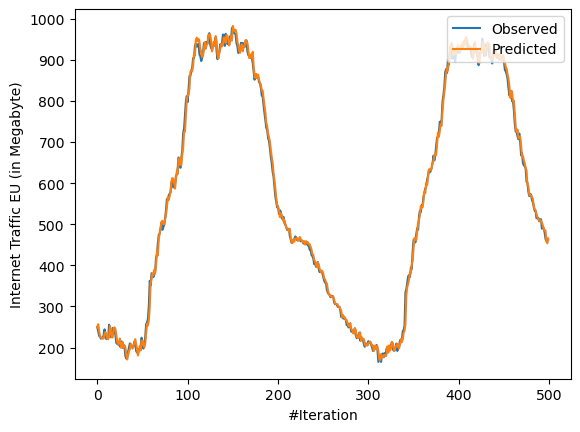 Observed
Predicted
Internet Traffic EU (in Megabyte)
1000
900
800
700
600
500
400
300
200
0 100 200 300 400 500
#Iteration